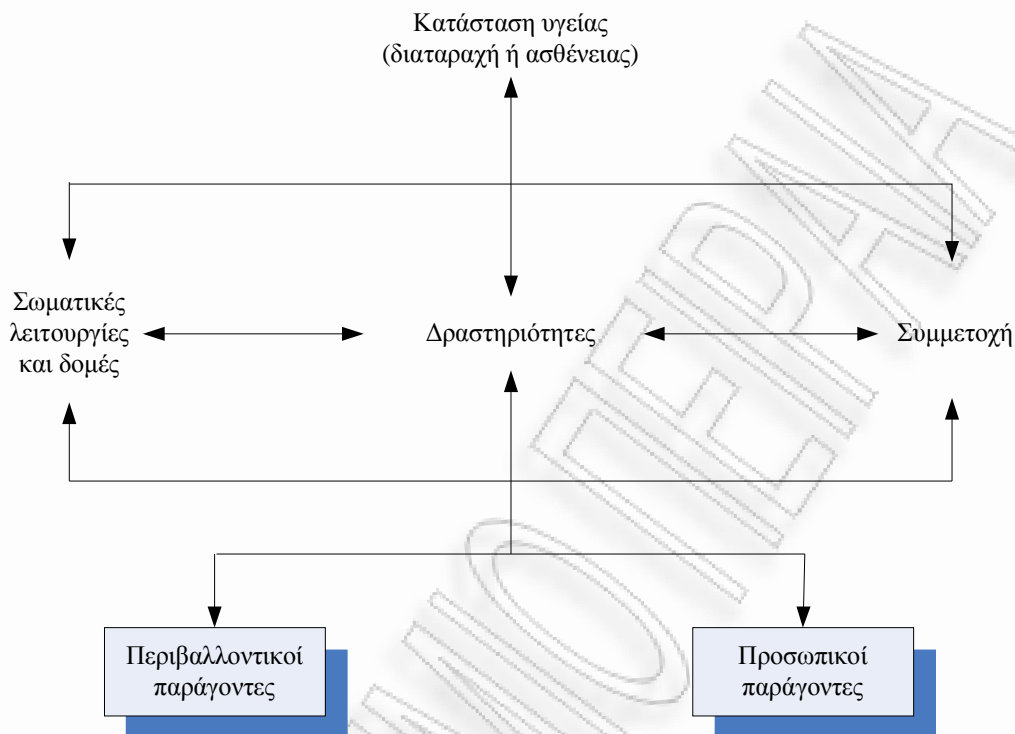 Κατάσταση υγείας
(διαταραχή ή ασθένειας)
Σωματικές
λειτουργίες
και δομές
Δραστηριότητες
Συμμετοχή
Περιβαλλοντικοί
παράγοντες
Προσωπικοί
παράγοντες